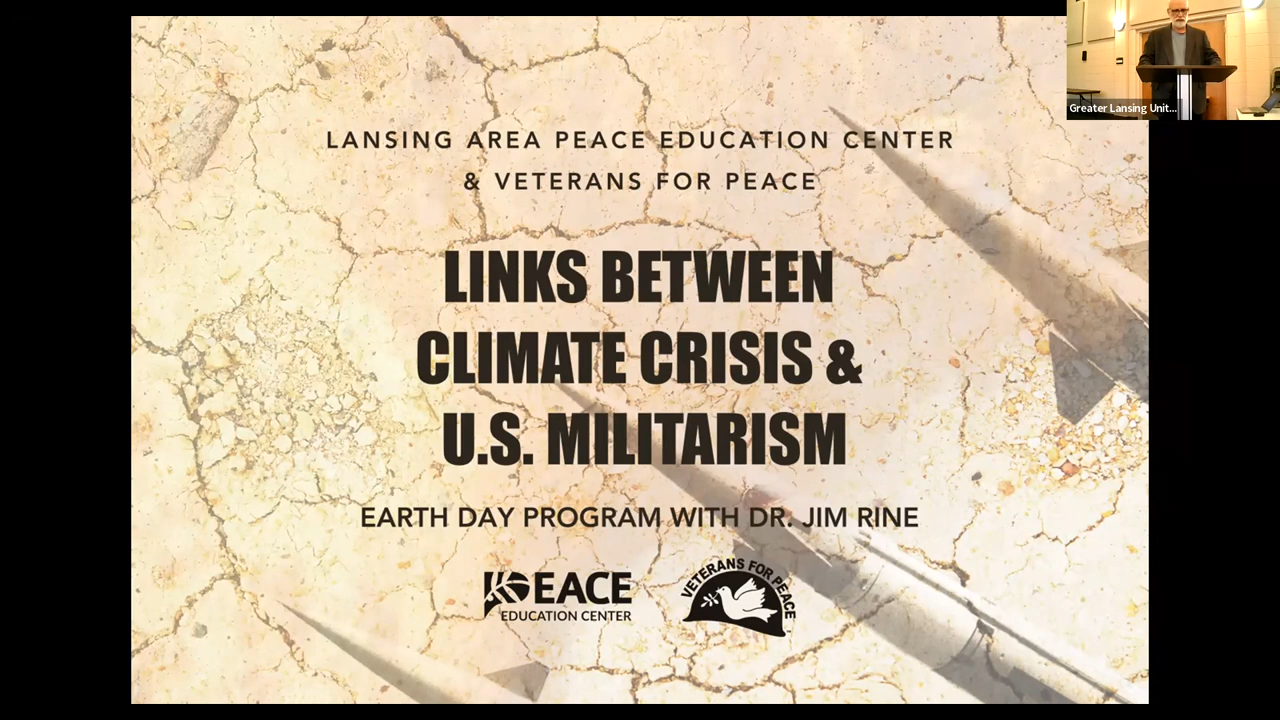 LANSING AREA PEACE EDUCATION CENTER
& VETERANS FOR PEACE
LINKS BETWEEN
CLIMATE CRISIS &
U.S. MILITARISM
EARTH DAY PROGRAM WITH DR. JIM RINE
PEACE
EDUCATION CENTER
VETERANS FOR PEACE
Greater Lansing Unit...